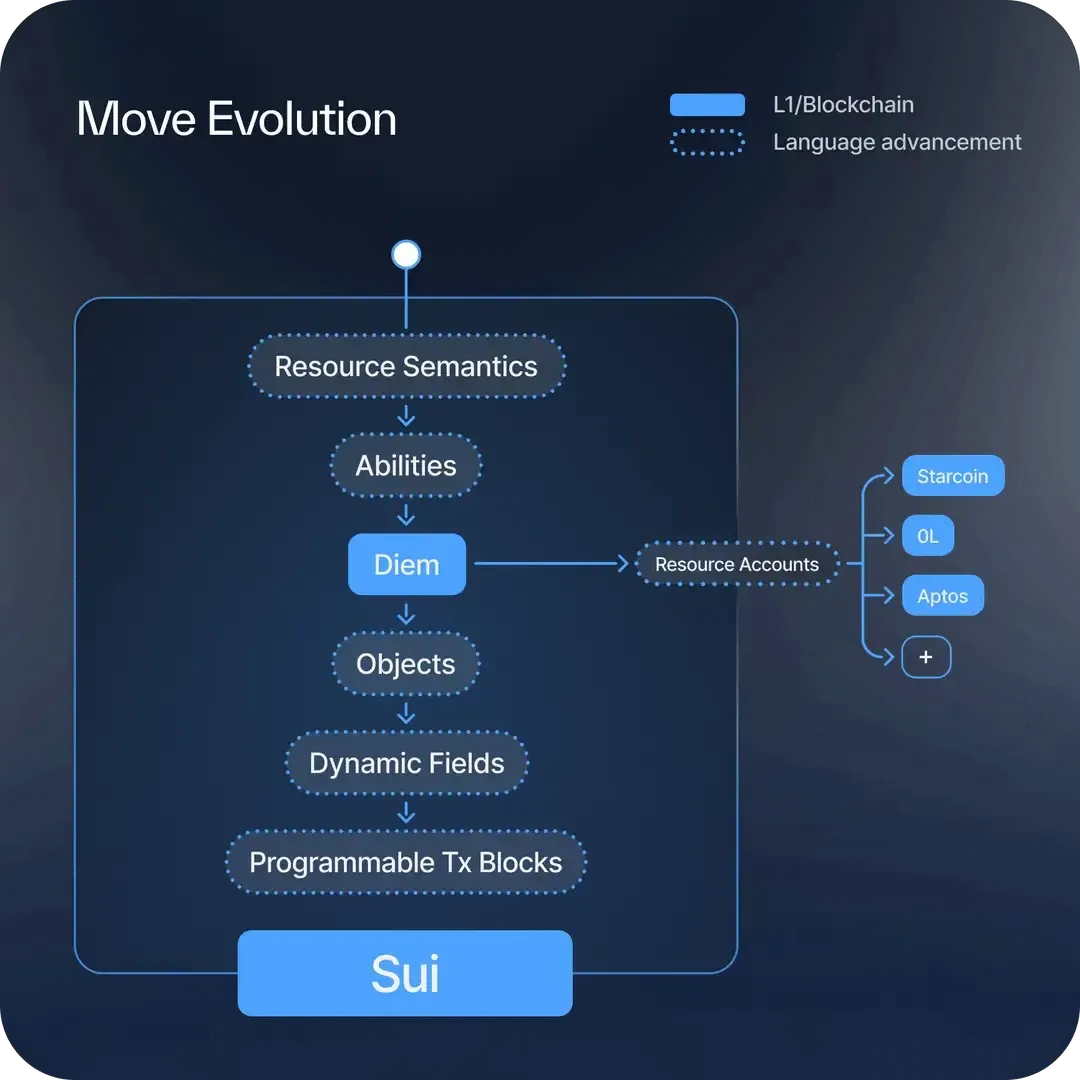 Move Evolution
L1/Blockchain
Language advancement
Resource Semantics
Abilities
Diem
Resource Accounts
Starcoin
0L
Aptos
+
Objects
Dynamic Fields
Programmable Tx Blocks
Sui